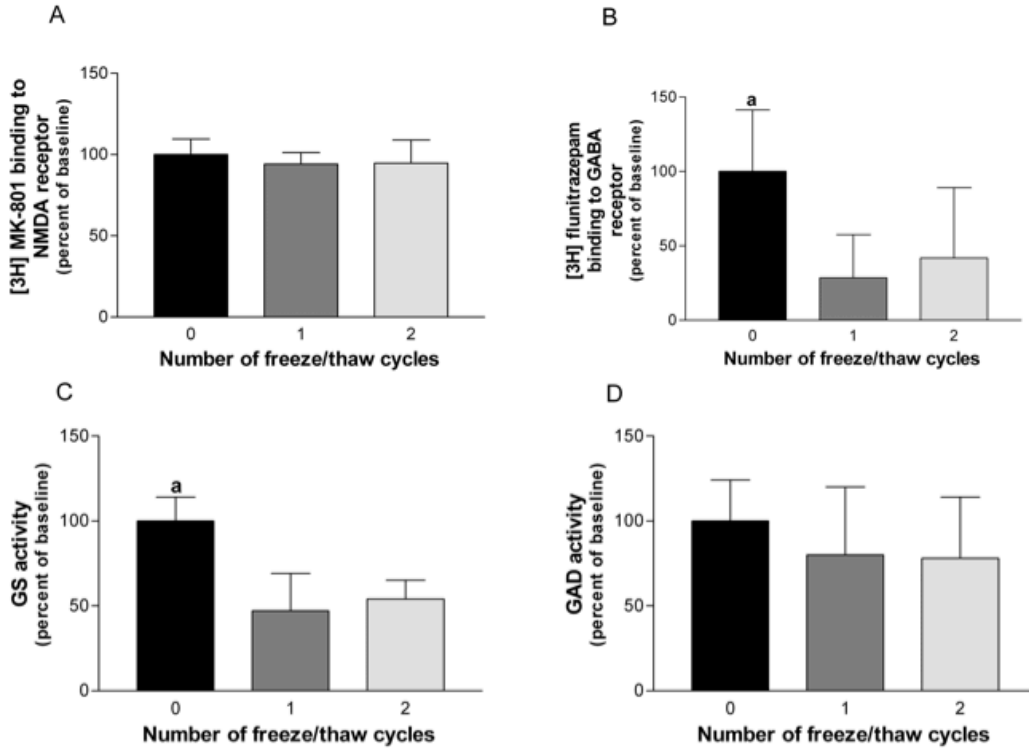 A
[3H] MK-801 binding to
NMDA receptor
(percent of baseline)
150
100
50
0
0 1 2
Number of freeze/thaw cycles
B
[3H] flunitrazepam
binding to GABA
receptor
(percent of baseline)
150
100
50
0
a
0 1 2
Number of freeze/thaw cycles
C
GS activity
(percent of baseline)
150
100
50
0
a
0 1 2
Number of freeze/thaw cycles
D
GAD activity
(percent of baseline)
150
100
50
0
0 1 2
Number of freeze/thaw cycles